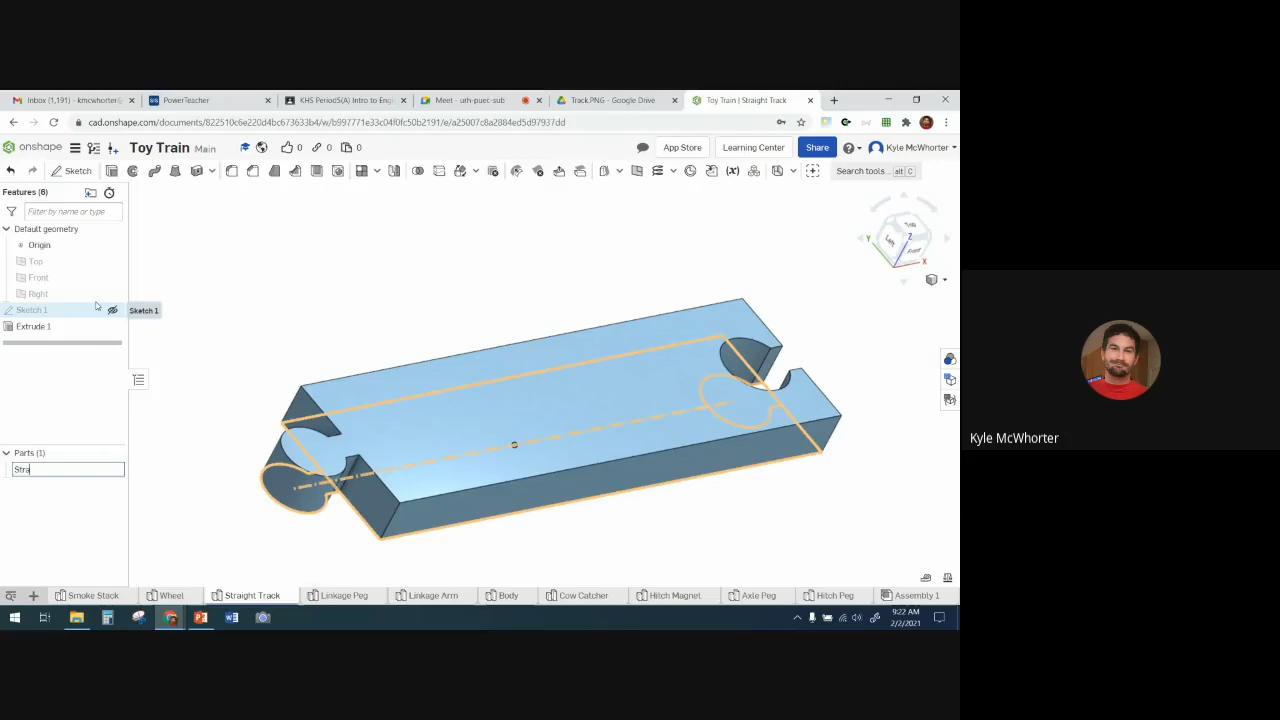 Inbox (1,191) - kmcwhorter@
PowerTeacher
KHS Period5(A) Intro to Engi
Meet - urh-puec-sub
Track.PNG - Google Drive
Toy Train | Straight Track
cad.onshape.com/documents/822510c6e220d4bc673633b4/w/b997771e33c04f0fc50b2191/e/a25007c8a2884ed5d97937dd
onshape
Toy Train Main
0
0
0
App Store
Learning Center
Share
Kyle McWhorter
Sketch
Search tools... alt C
Features (6)
Filter by name or type
Default geometry
Origin
Top
Front
Right
Sketch 1
Sketch 1
Extrude 1
Z
Y
Left
Front
X
Kyle McWhorter
Parts (1)
Stra
Smoke Stack
Wheel
Straight Track
Linkage Peg
Linkage Arm
Body
Cow Catcher
Hitch Magnet
Axle Peg
Hitch Peg
Assembly 1
9:22 AM
2/2/2021